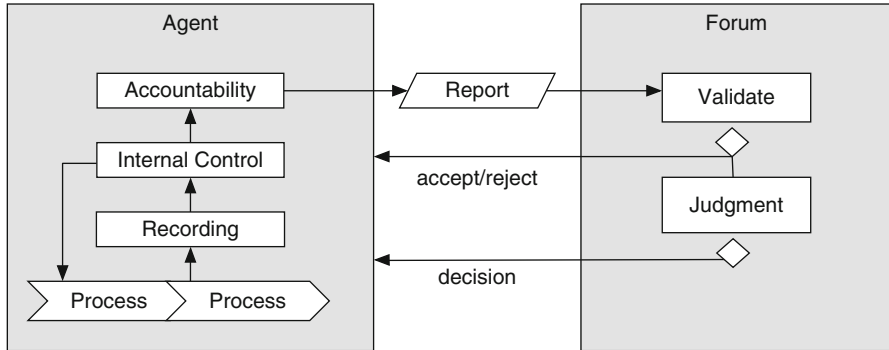 Agent
Forum
Accountability
Report
Validate
Internal Control
accept/reject
Judgment
Recording
decision
Process
Process